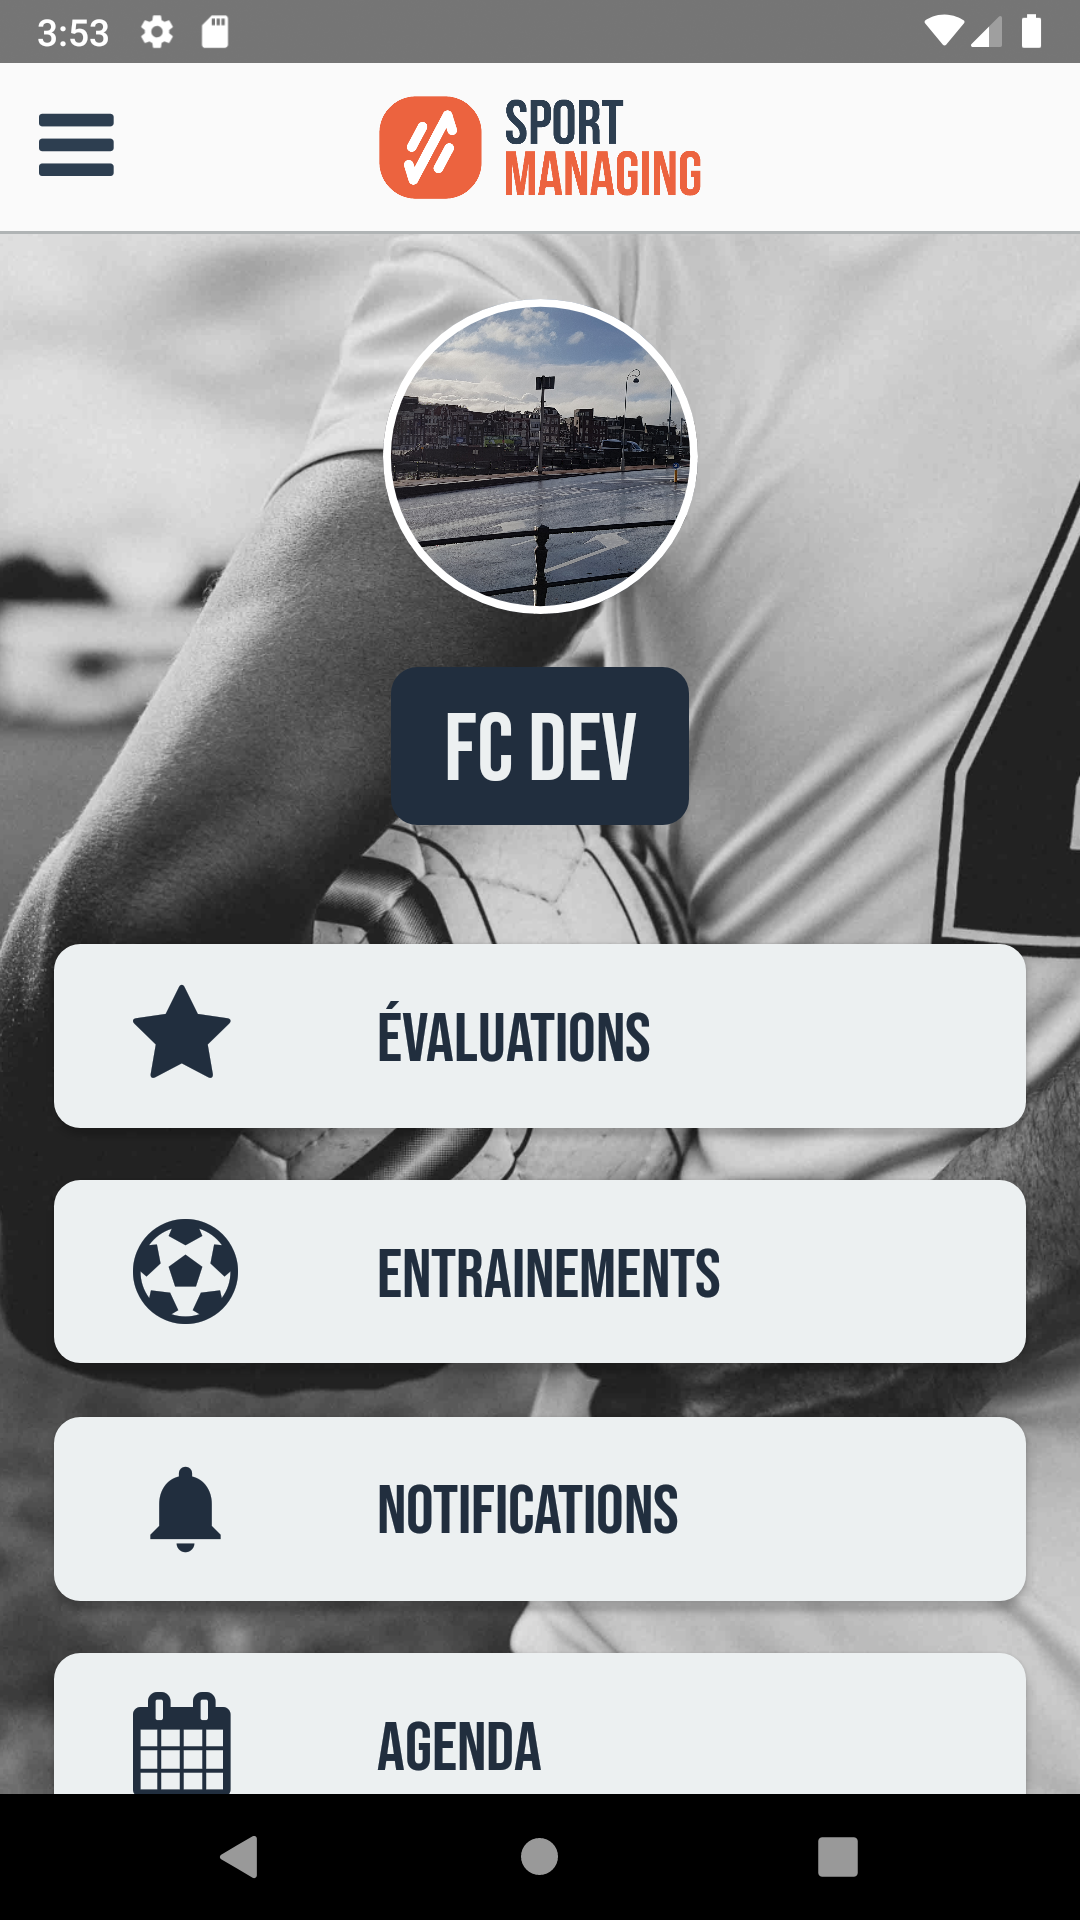 3:53
SPORT
MANAGING
FC DEV
ÉVALUATIONS
ENTRAINEMENTS
NOTIFICATIONS
AGENDA